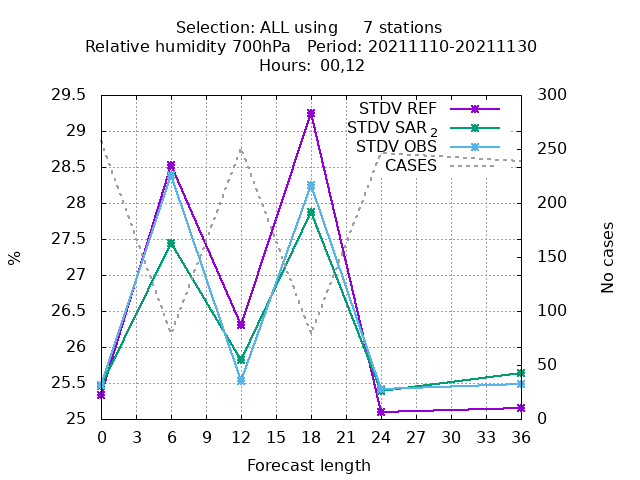 Selection: ALL using 7 stations
Relative humidity 700hPa Period: 20211110-20211130
Hours: 00,12
29.5
29
28.5
28
27.5
27
26.5
26
25.5
25
300
250
200
150
100
50
0
STDV REF
STDV SAR 2
STDV OBS
CASES
%
No cases
0 3 6 9 12 15 18 21 24 27 30 33 36
Forecast length